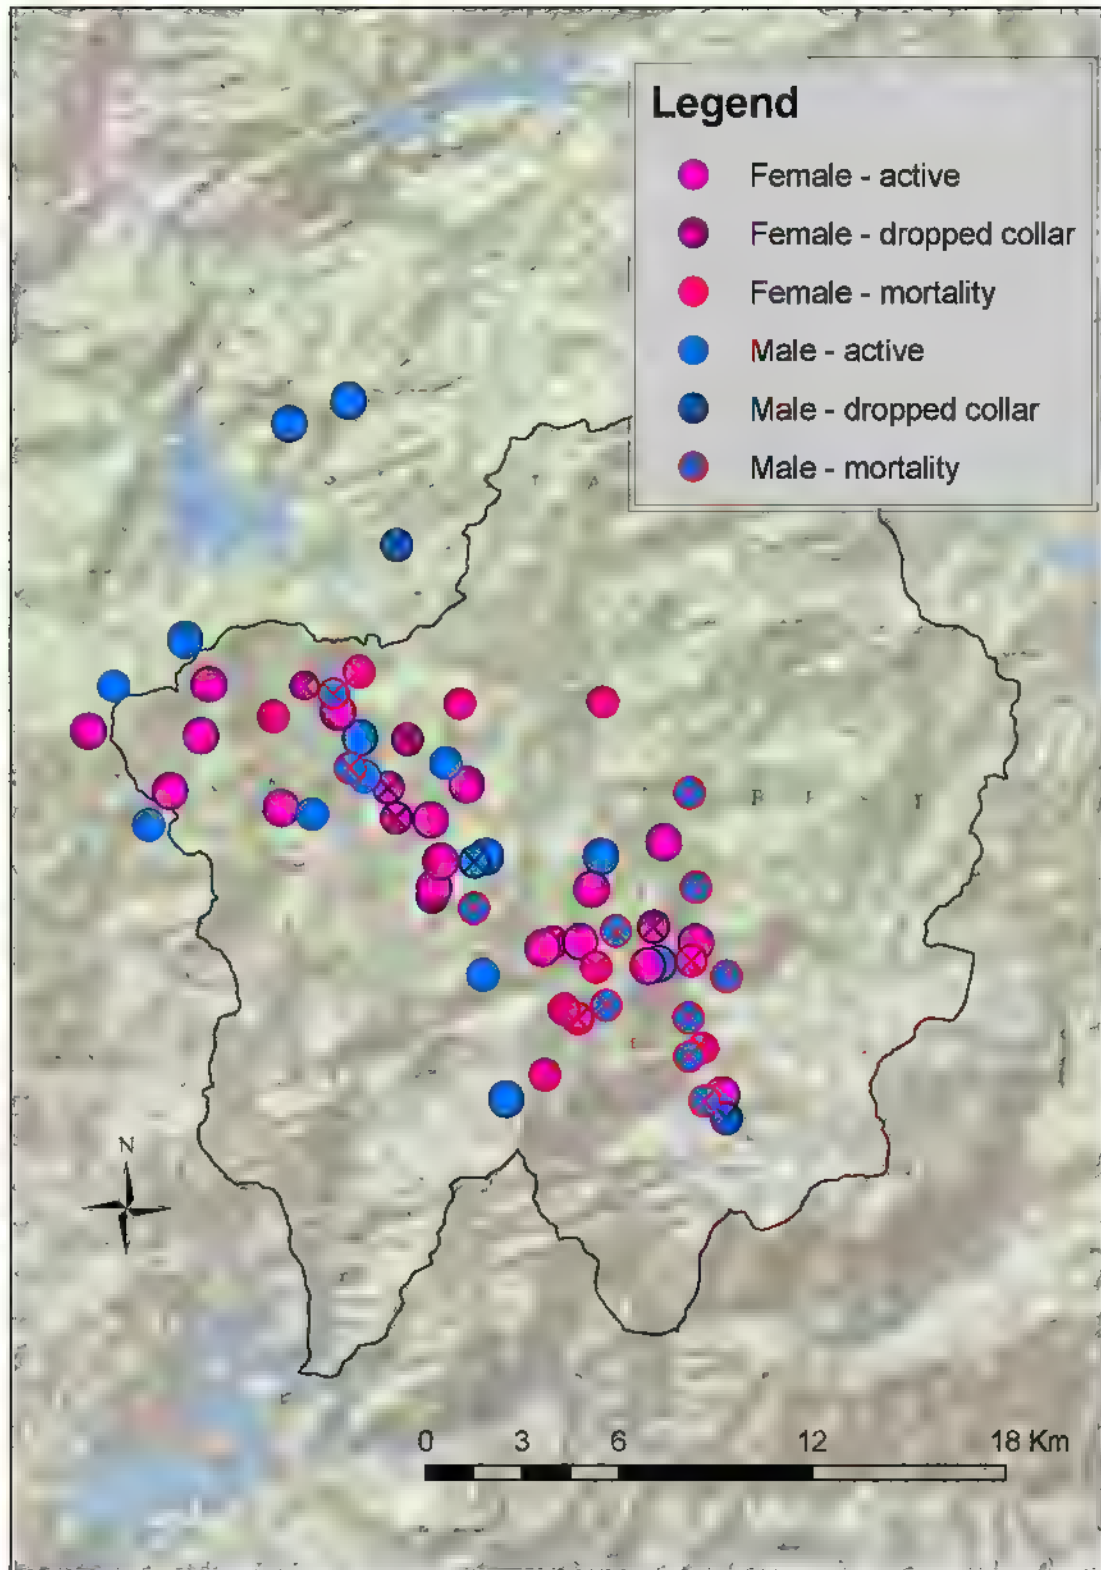 Legend
Female - active
Female - dropped collar
Female - mortality
Male - active
Male - dropped collar
Male - mortality
N
0 3 6 12 18 Km